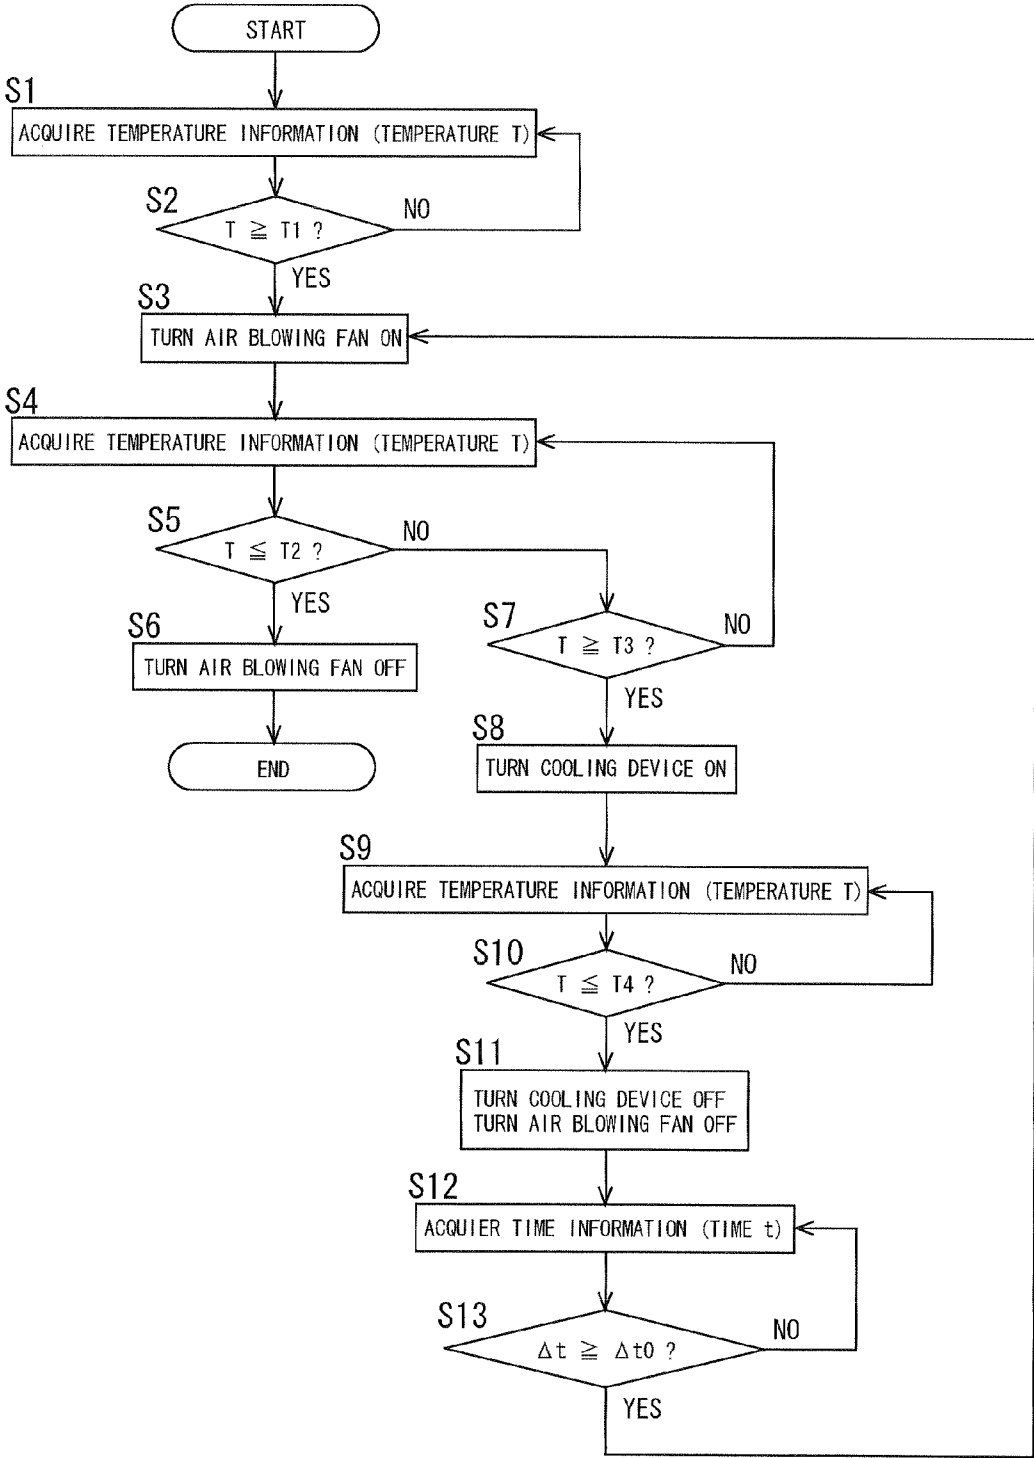 START
S1
ACQUIRE TEMPERATURE INFORMATION (TEMPERATURE T)
S2
T ≧ T1 ?
NO
YES
S3
TURN AIR BLOWING FAN ON
S4
ACQUIRE TEMPERATURE INFORMATION (TEMPERATURE T)
S5
T ≦ T2 ?
NO
YES
S6
TURN AIR BLOWING FAN OFF
END
S7
T ≧ T3 ?
NO
YES
S8
TURN COOLING DEVICE ON
S9
ACQUIRE TEMPERATURE INFORMATION (TEMPERATURE T)
S10
T ≦ T4 ?
NO
YES
S11
TURN COOLING DEVICE OFF
TURN AIR BLOWING FAN OFF
S12
ACQUIER TIME INFORMATION (TIME t)
S13
Δt ≧ Δt0 ?
NO
YES